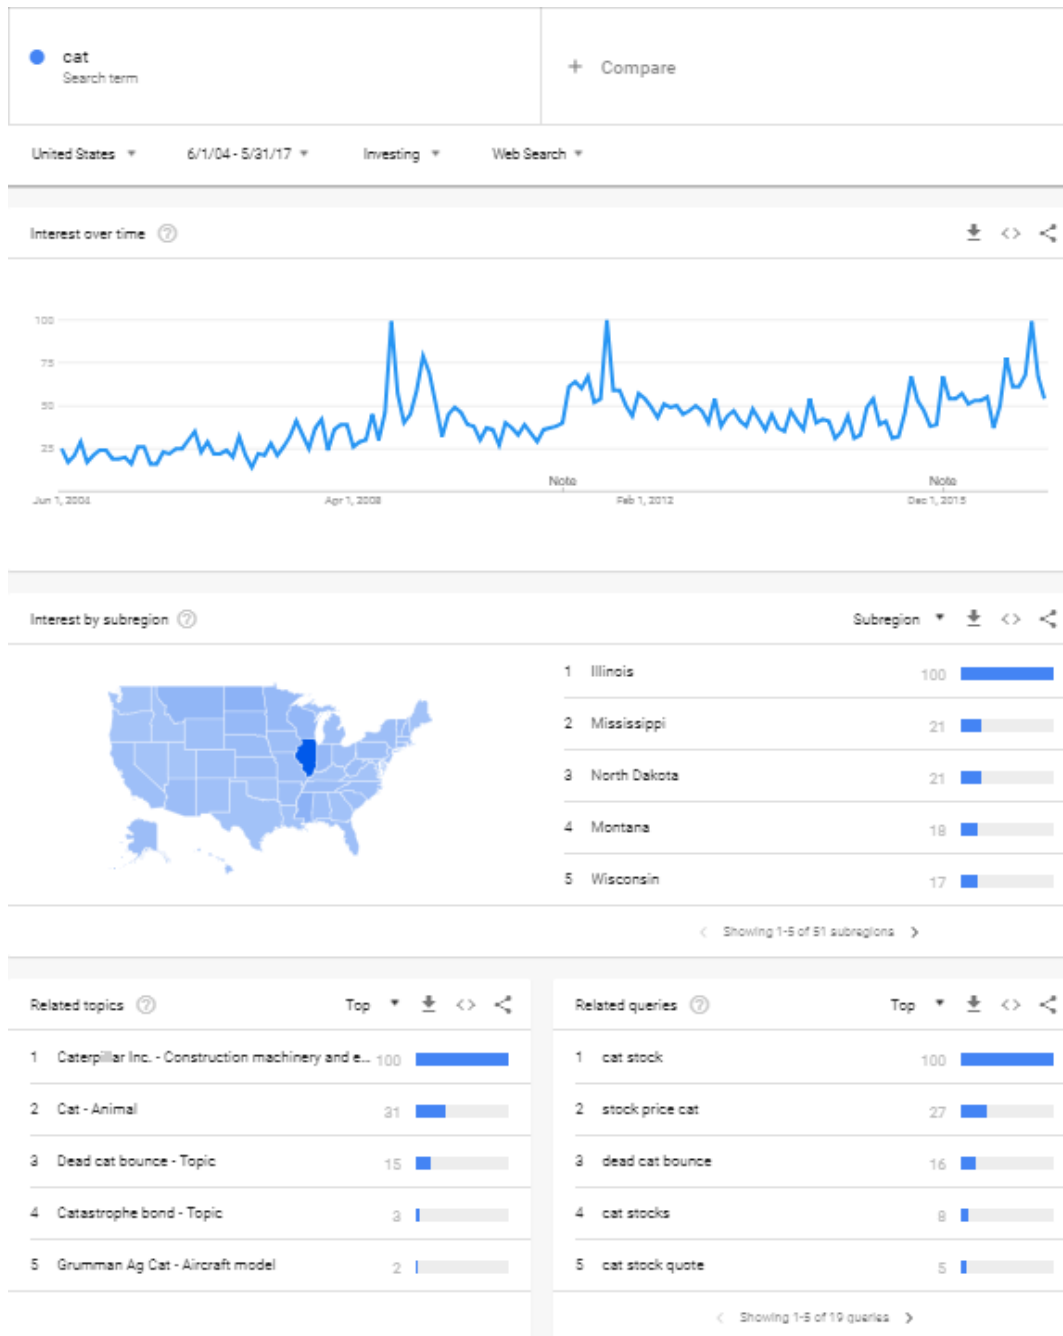 cat
Search term
+ Compare
United States
6/1/04 - 5/31/17
Investing
Web Search
Interest over time
100
75
50
25
Note
Note
Jun 1, 2004
Apr 1, 2008
Feb 1, 2012
Dec 1, 2015
Interest by subregion
Subregion
1 Illinois 100
2 Mississippi 21
3 North Dakota 21
4 Montana 18
5 Wisconsin 17
Showing 1-5 of 51 subregions
Related topics
Top
1 Caterpillar Inc. - Construction machinery and e... 100
2 Cat - Animal 31
3 Dead cat bounce - Topic 15
4 Catastrophe bond - Topic 3
5 Grumman Ag Cat - Aircraft model 2
Related queries
Top
1 cat stock 100
2 stock price cat 27
3 dead cat bounce 16
4 cat stocks 8
5 cat stock quote 5
Showing 1-5 of 19 queries